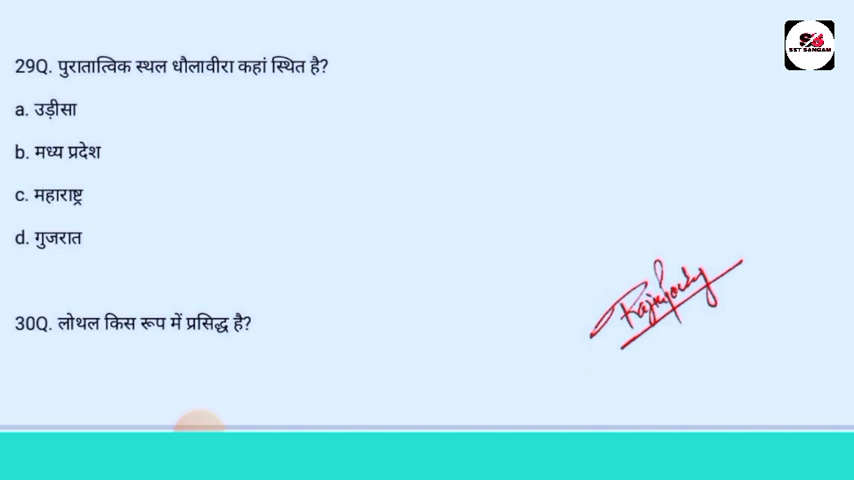 SST SANGAM
29Q. पुरातात्विक स्थल धौलावीरा कहां स्थित है?
a. उड़ीसा
b. मध्य प्रदेश
c. महाराष्ट्र
d. गुजरात
30Q. लोथल किस रूप में प्रसिद्ध है?